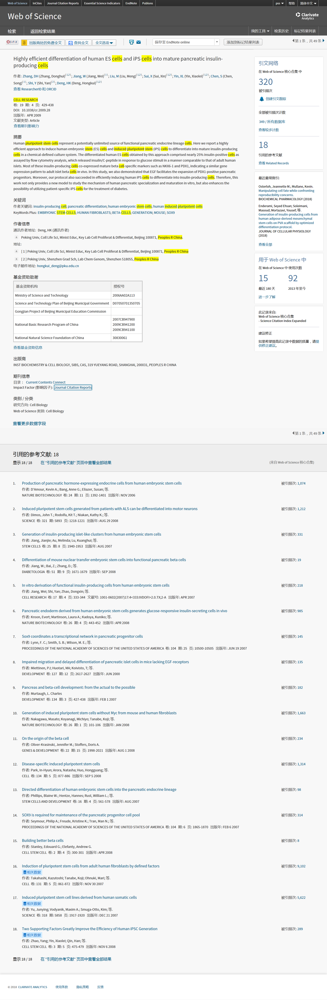 Web of Science InCites Journal Citation Reports Essential Science Indicators EndNote Publons pss 帮助 简体中文
Web of Science
Clarivate
Analytics
检索 返回检索结果 我的工具 检索历史 标记结果列表
S·F·X 出版商处的免费全文 查找全文 全文选项 保存至 EndNote online 添加到标记结果列表 第 1 条，共 49 条
Highly efficient differentiation of human ES cells and iPS cells into mature pancreatic insulin-
producing cells
作者: Zhang, DH (Zhang, Donghui)[ 1,2 ] ; Jiang, W (Jiang, Wei)[ 1 ] ; Liu, M (Liu, Meng)[ 1,2 ] ; Sui, X (Sui, Xin)[ 1,2 ] ; Yin, XL (Yin, Xiaolei)[ 1,2 ] ; Chen, S (Chen,
Song)[ 1 ] ; Shi, Y (Shi, Yan)[ 2 ] ; Deng, HK (Deng, Hongkui)[ 1,2 ]
查看 ResearcherID 和 ORCID
CELL RESEARCH
卷: 19 期: 4 页: 429-438
DOI: 10.1038/cr.2009.28
出版年: APR 2009
文献类型: Article
查看期刊影响力
摘要
Human pluripotent stem cells represent a potentially unlimited source of functional pancreatic endocrine lineage cells. Here we report a highly
efficient approach to induce human embryonic stem (ES) cells and induced pluripotent stem (iPS) cells to differentiate into mature insulin-producing
cells in a chemical-defined culture system. The differentiated human ES cells obtained by this approach comprised nearly 25% insulin-positive cells as
assayed by flow cytometry analysis, which released insulin/C-peptide in response to glucose stimuli in a manner comparable to that of adult human
islets. Most of these insulin-producing cells co-expressed mature beta cell-specific markers such as NKX6-1 and PDX1, indicating a similar gene
expression pattern to adult islet beta cells in vivo. In this study, we also demonstrated that EGF facilitates the expansion of PDX1-positive pancreatic
progenitors. Moreover, our protocol also succeeded in efficiently inducing human iPS cells to differentiate into insulin-producing cells. Therefore, this
work not only provides a new model to study the mechanism of human pancreatic specialization and maturation in vitro, but also enhances the
possibility of utilizing patient-specific iPS cells for the treatment of diabetes.
关键词
作者关键词: insulin-producing cell; pancreatic differentiation; human embryonic stem cells; human induced pluripotent cells
KeyWords Plus: EMBRYONIC STEM-CELLS; HUMAN FIBROBLASTS; BETA-CELLS; GENERATION; MOUSE; SOX9
作者信息
通讯作者地址: Deng, HK (通讯作者)
Peking Univ, Coll Life Sci, Minist Educ, Key Lab Cell Proliferat & Differentiat, Beijing 100871, Peoples R China.
地址:
[ 1 ] Peking Univ, Coll Life Sci, Minist Educ, Key Lab Cell Proliferat & Differentiat, Beijing 100871, Peoples R China
[ 2 ] Peking Univ, Shenzhen Grad Sch, Lab Chem Genom, Shenzhen 518055, Peoples R China
电子邮件地址: hongkui_deng@pku.edu.cn
基金资助致谢
基金资助机构 授权号
Ministry of Science and Technology 2006AA02A113
Science and Technology Plan of Beijing Municipal Government D07050701350705
Gongjian Project of Beijing Municipal Education Commission
National Basic Research Program of China
2007CB947900
2009CB941200
2009CB941100
National Natural Science Foundation of China 30830061
查看基金资助信息
出版商
INST BIOCHEMISTRY & CELL BIOLOGY, SIBS, CAS, 319 YUEYANG ROAD, SHANGHAI, 200031, PEOPLES R CHINA
期刊信息
目录： Current Contents Connect
Impact Factor (影响因子): Journal Citation Reports
类别 / 分类
研究方向: Cell Biology
Web of Science 类别: Cell Biology
查看更多数据字段
引文网络
在 Web of Science 核心合集 中
320
被引频次
创建引文跟踪
全部被引频次计数
349 / 所有数据库
查看较多计数
18
引用的参考文献
查看 Related Records
最近最常施引:
Osterloh, Jeannette M.; Mullane, Kevin.
Manipulating cell fate while confronting
reproducibility concerns.
BIOCHEMICAL PHARMACOLOGY (2018)
Enderami, Seyed Ehsan; Soleimani,
Masoud; Mortazavi, Yousef; 等.
Generation of insulin-producing cells from
human adipose-derived mesenchymal
stem cells on PVA scaffold by optimized
differentiation protocol.
JOURNAL OF CELLULAR PHYSIOLOGY
(2018)
查看全部
用于 Web of Science 中
在 Web of Science 中 使用次数
15 92
最近 180 天 2013 年至今
进一步了解
此记录来自:
Web of Science 核心合集
- Science Citation Index Expanded
建议修正
如果希望提高此记录中数据的质量，请提
供修正建议。
第 1 条，共 49 条
引用的参考文献: 18
显示 18 / 18 在 "引用的参考文献" 页面中查看全部结果 (来自 Web of Science 核心合集)
1. Production of pancreatic hormone-expressing endocrine cells from human embryonic stem cells 被引频次: 1,074
作者: D'Amour, Kevin A.; Bang, Anne G.; Eliazer, Susan; 等.
NATURE BIOTECHNOLOGY 卷: 24 期: 11 页: 1392-1401 出版年: NOV 2006
2. Induced pluripotent stem cells generated from patients with ALS can be differentiated into motor neurons 被引频次: 1,212
作者: Dimos, John T.; Rodolfa, Kit T.; Niakan, Kathy K.; 等.
SCIENCE 卷: 321 期: 5893 页: 1218-1221 出版年: AUG 29 2008
3. Generation of insulin-producing islet-like clusters from human embryonic stem cells 被引频次: 331
作者: Jiang, Jianjie; Au, Melinda; Lu, Kuanghui; 等.
STEM CELLS 卷: 25 期: 8 页: 1940-1953 出版年: AUG 2007
4. Differentiation of mouse nuclear transfer embryonic stem cells into functional pancreatic beta cells 被引频次: 19
作者: Jiang, W.; Bai, Z.; Zhang, D.; 等.
DIABETOLOGIA 卷: 51 期: 9 页: 1671-1679 出版年: SEP 2008
5. In vitro derivation of functional insulin-producing cells from human embryonic stem cells 被引频次: 218
作者: Jiang, Wei; Shi, Yan; Zhao, Dongxin; 等.
CELL RESEARCH 卷: 17 期: 4 页: 333-344 文献号: 1001-0602(2007)17:4<333:IVDOFI>2.0.TX;2-A 出版年: APR 2007
6. Pancreatic endoderm derived from human embryonic stem cells generates glucose-responsive insulin-secreting cells in vivo 被引频次: 985
作者: Kroon, Evert; Martinson, Laura A.; Kadoya, Kuniko; 等.
NATURE BIOTECHNOLOGY 卷: 26 期: 4 页: 443-452 出版年: APR 2008
7. Sox9 coordinates a transcriptional network in pancreatic progenitor cells 被引频次: 145
作者: Lynn, F. C.; Smith, S. B.; Wilson, M. E.; 等.
PROCEEDINGS OF THE NATIONAL ACADEMY OF SCIENCES OF THE UNITED STATES OF AMERICA 卷: 104 期: 25 页: 10500-10505 出版年: JUN 19 2007
8. Impaired migration and delayed differentiation of pancreatic islet cells in mice lacking EGF-receptors 被引频次: 135
作者: Miettinen, PJ; Huotari, MA; Koivisto, T; 等.
DEVELOPMENT 卷: 127 期: 12 页: 2617-2627 出版年: JUN 2000
9. Pancreas and beta-cell development: from the actual to the possible 被引频次: 182
作者: Murtaugh, L. Charles
DEVELOPMENT 卷: 134 期: 3 页: 427-438 出版年: FEB 1 2007
10. Generation of induced pluripotent stem cells without Myc from mouse and human fibroblasts 被引频次: 1,663
作者: Nakagawa, Masato; Koyanagi, Michiyo; Tanabe, Koji; 等.
NATURE BIOTECHNOLOGY 卷: 26 期: 1 页: 101-106 出版年: JAN 2008
11. On the origin of the beta cell 被引频次: 234
作者: Oliver-Krasinski, Jennifer M.; Stoffers, Doris A.
GENES & DEVELOPMENT 卷: 22 期: 15 页: 1998-2021 出版年: AUG 1 2008
12. Disease-specific induced pluripotent stem cells 被引频次: 1,314
作者: Park, In-Hyun; Arora, Natasha; Huo, Hongguang; 等.
CELL 卷: 134 期: 5 页: 877-886 出版年: SEP 5 2008
13. Directed differentiation of human embryonic stem cells into the pancreatic endocrine lineage 被引频次: 98
作者: Phillips, Blaine W.; Hentze, Hannes; Rust, William L.; 等.
STEM CELLS AND DEVELOPMENT 卷: 16 期: 4 页: 561-578 出版年: AUG 2007
14. SOX9 is required for maintenance of the pancreatic progenitor cell pool 被引频次: 314
作者: Seymour, Philip A.; Freude, Kristine K.; Tran, Man N.; 等.
PROCEEDINGS OF THE NATIONAL ACADEMY OF SCIENCES OF THE UNITED STATES OF AMERICA 卷: 104 期: 6 页: 1865-1870 出版年: FEB 6 2007
15. Building better beta cells 被引频次: 8
作者: Stanley, Edouard G.; Elefanty, Andrew G.
CELL STEM CELL 卷: 2 期: 4 页: 300-301 出版年: APR 2008
16. Induction of pluripotent stem cells from adult human fibroblasts by defined factors 被引频次: 9,102
相关数据
作者: Takahashi, Kazutoshi; Tanabe, Koji; Ohnuki, Mari; 等.
CELL 卷: 131 期: 5 页: 861-872 出版年: NOV 30 2007
17. Induced pluripotent stem cell lines derived from human somatic cells 被引频次: 5,622
相关数据
作者: Yu, Junying; Vodyanik, Maxim A.; Smuga-Otto, Kim; 等.
SCIENCE 卷: 318 期: 5858 页: 1917-1920 出版年: DEC 21 2007
18. Two Supporting Factors Greatly Improve the Efficiency of Human iPSC Generation 被引频次: 289
相关数据
作者: Zhao, Yang; Yin, Xiaolei; Qin, Han; 等.
CELL STEM CELL 卷: 3 期: 5 页: 475-479 出版年: NOV 6 2008
显示 18 / 18 在 "引用的参考文献" 页面中查看全部结果
© 2018 CLARIVATE ANALYTICS 使用条款 隐私策略 反馈